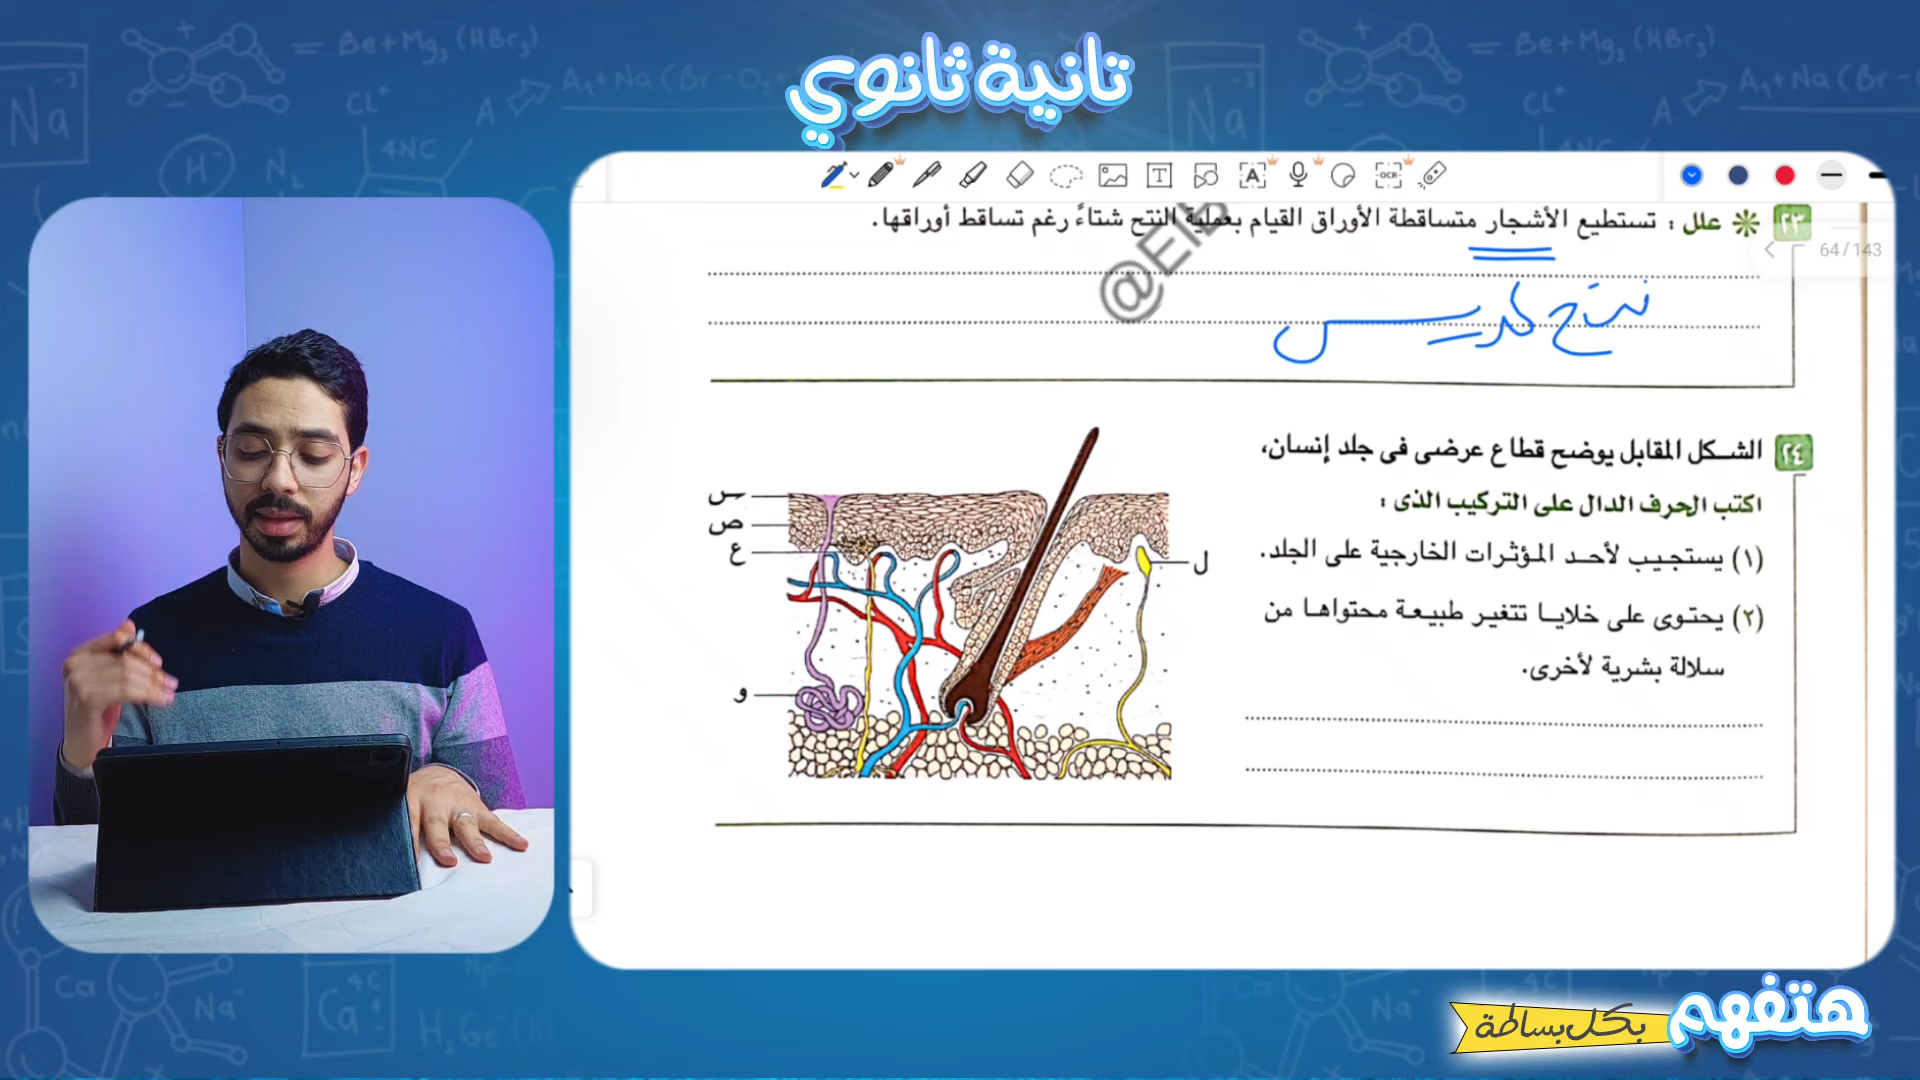 تانية ثانوي
64/143
٢٣ علل : تستطيع الأشجار متساقطة الأوراق القيام بعملية النتح شتاءً رغم تساقط أوراقها.
نتح عديسى
٢٤ الشكل المقابل يوضح قطاع عرضى فى جلد إنسان،
اكتب الحرف الدال على التركيب الذى :
(١) يستجيب لأحد المؤثرات الخارجية على الجلد.
(٢) يحتوى على خلايا تتغير طبيعة محتواها من
سلالة بشرية لأخرى.
س
ص
ع
ل
و
هتفهم
بكل بساطة